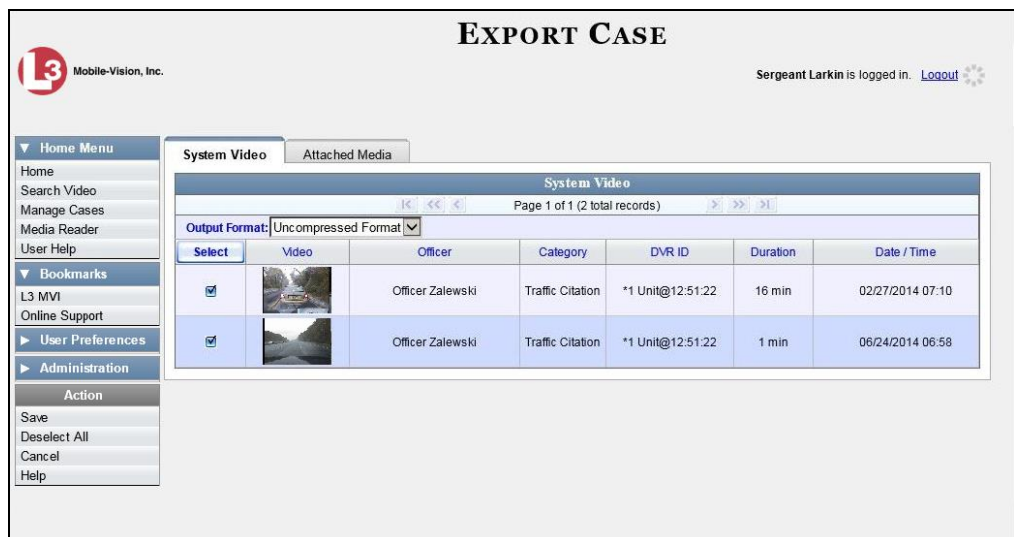 EXPORT CASE
L3 Mobile-Vision, Inc.
Sergeant Larkin is logged in. Logout
▼ Home Menu
Home
Search Video
Manage Cases
Media Reader
User Help
▼ Bookmarks
L3 MVI
Online Support
► User Preferences
► Administration
Action
Save
Deselect All
Cancel
Help
System Video Attached Media
System Video
|< << < Page 1 of 1 (2 total records) > >> >|
Output Format: Uncompressed Format
Select Video Officer Category DVR ID Duration Date / Time
Officer Zalewski Traffic Citation *1 Unit@12:51:22 16 min 02/27/2014 07:10
Officer Zalewski Traffic Citation *1 Unit@12:51:22 1 min 06/24/2014 06:58